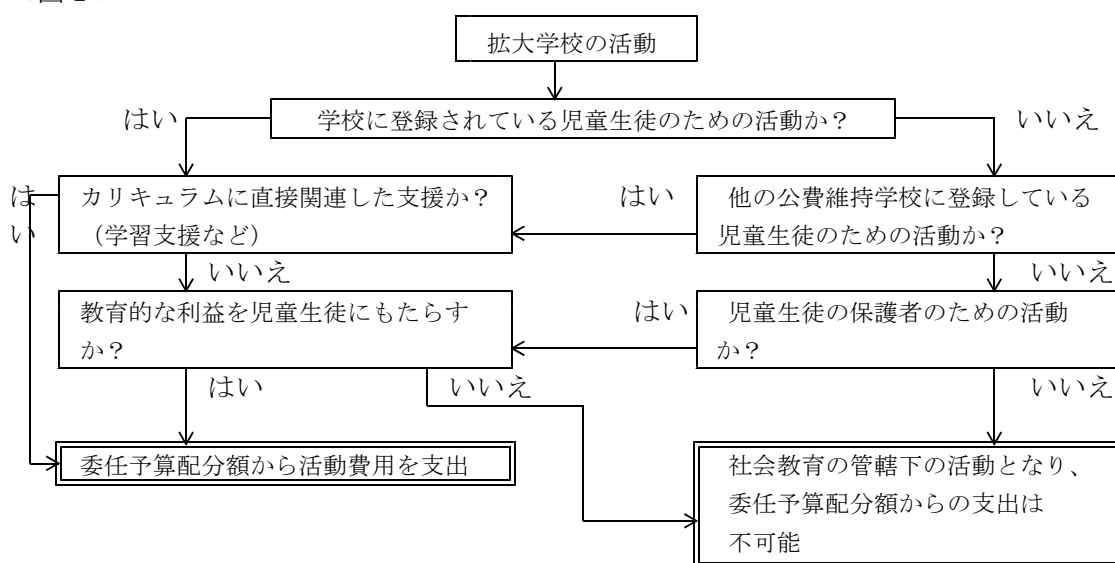 拡大学校の活動
はい
学校に登録されている児童生徒のための活動か？
いいえ
はい
カリキュラムに直接関連した支援か？
（学習支援など）
はい
他の公費維持学校に登録している
児童生徒のための活動か？
いいえ
いいえ
教育的な利益を児童生徒にもたらす
か？
はい
児童生徒の保護者のための活動
か？
はい
いいえ
いいえ
委任予算配分額から活動費用を支出
社会教育の管轄下の活動となり、
委任予算配分額からの支出は
不可能